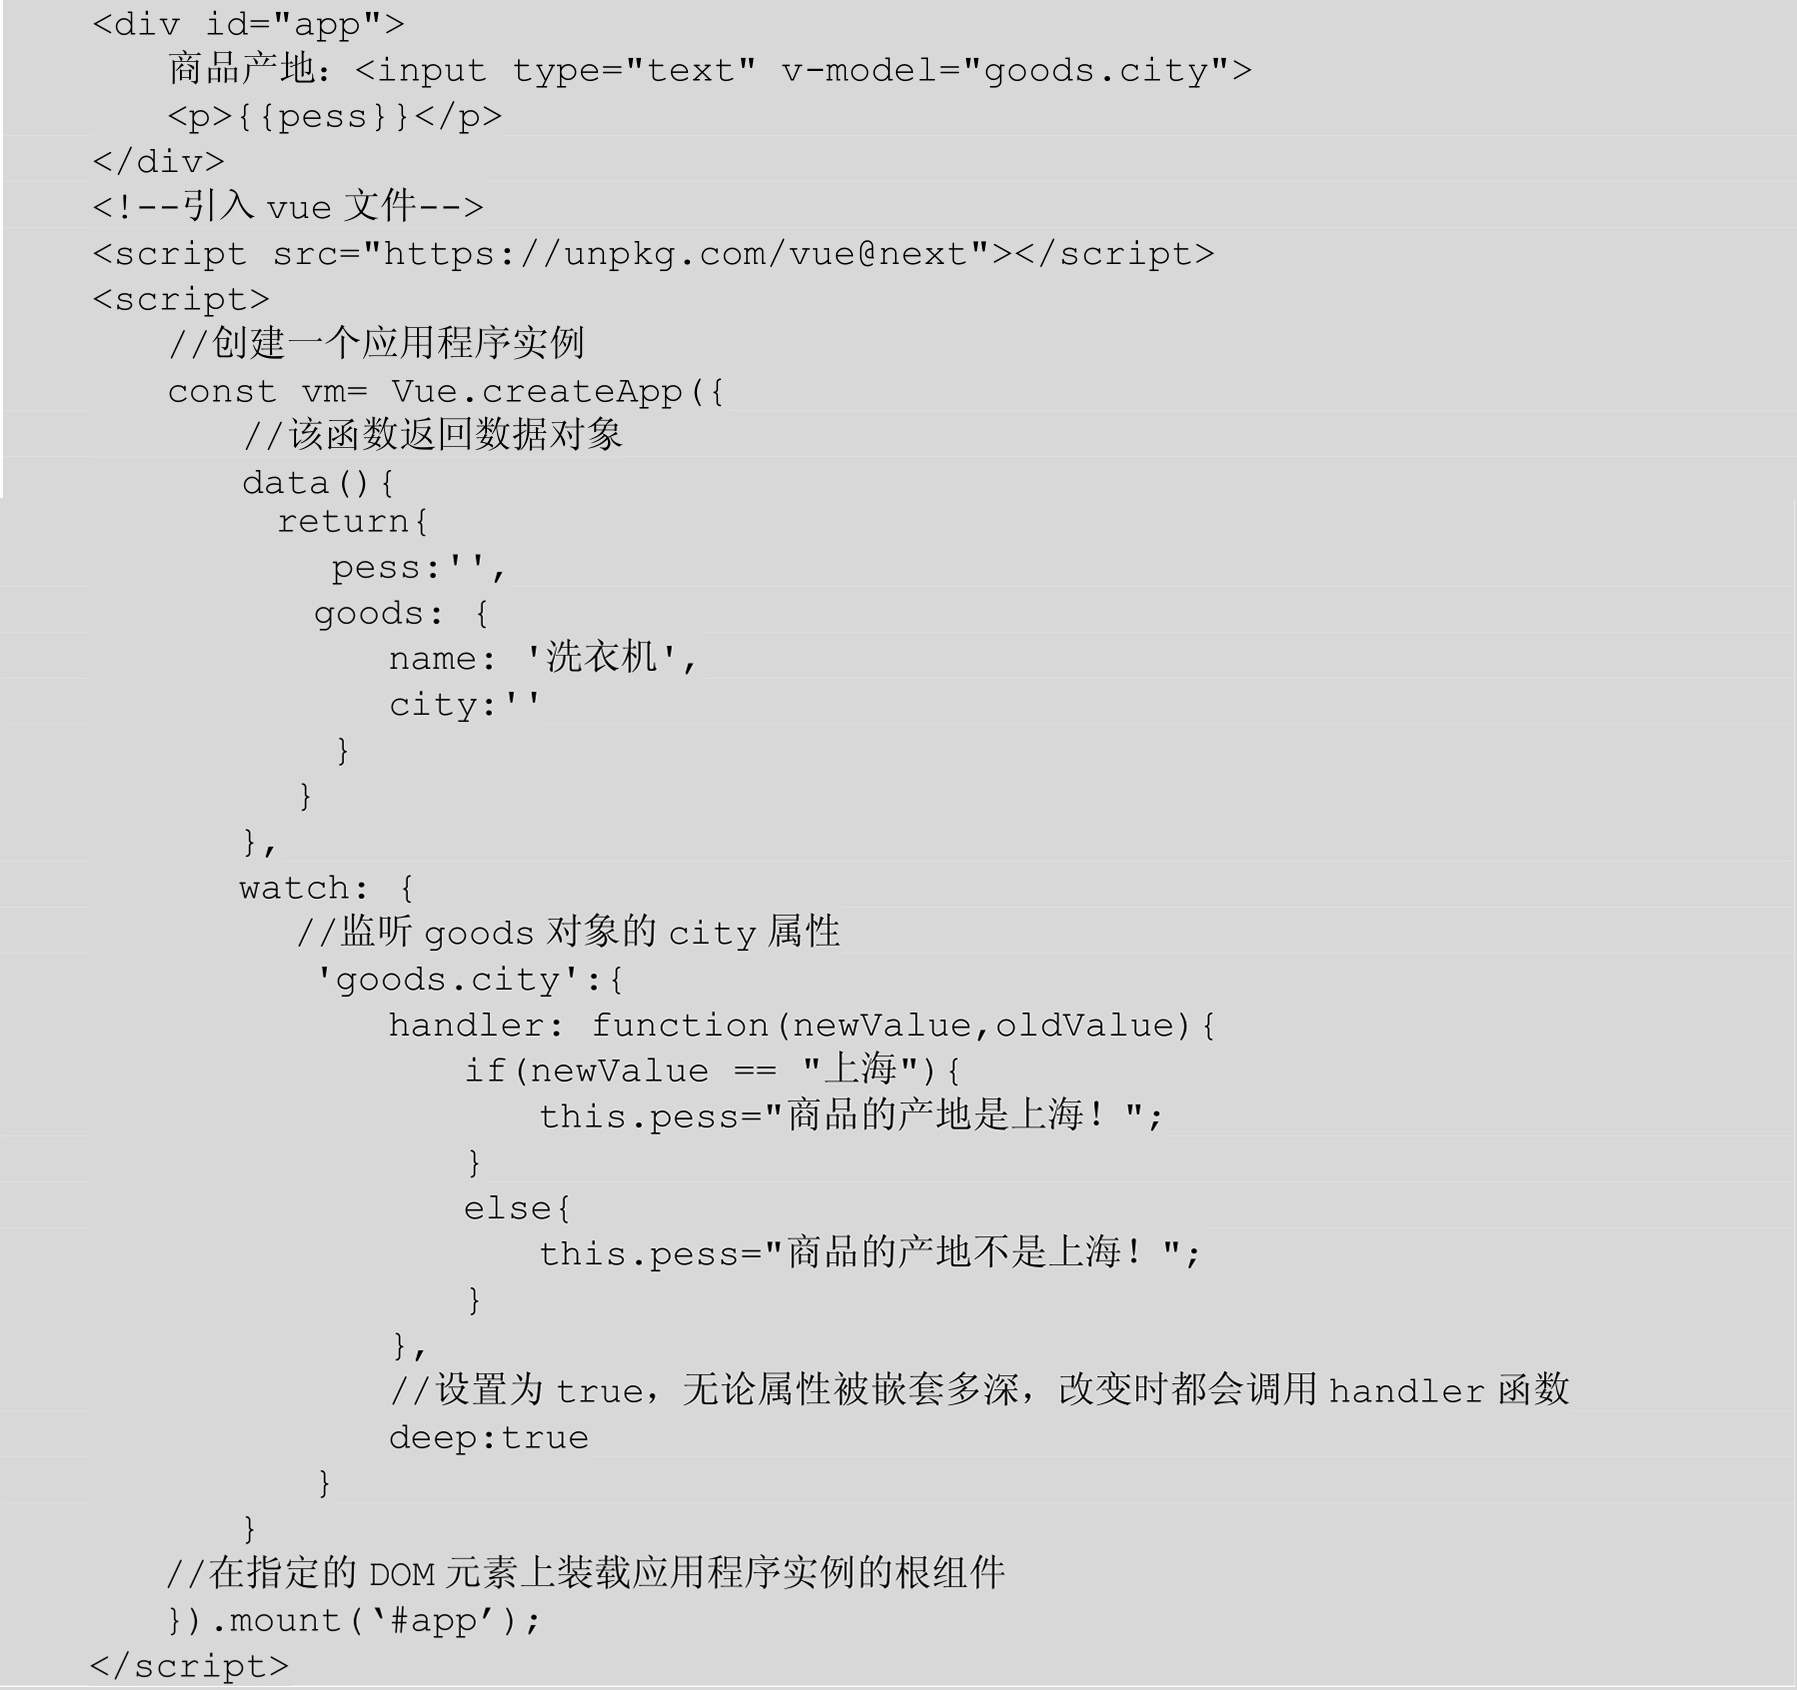 <div id="app">
    商品产地：<input type="text" v-model="goods.city">
    <p>{{pess}}</p>
</div>
<!--引入 vue 文件-->
<script src="https://unpkg.com/vue@next"></script>
<script>
    //创建一个应用程序实例
    const vm= Vue.createApp({
        //该函数返回数据对象
        data(){
          return{
             pess:'',
            goods: {
                name: '洗衣机',
                city:''
             }
           }
        },
        watch: {
           //监听 goods 对象的 city 属性
            'goods.city':{
                handler: function(newValue,oldValue){
                    if(newValue == "上海"){
                        this.pess="商品的产地是上海！";
                    }
                    else{
                        this.pess="商品的产地不是上海！";
                    }
                },
                //设置为 true，无论属性被嵌套多深，改变时都会调用 handler 函数
                deep:true
            }
        }
    //在指定的 DOM 元素上装载应用程序实例的根组件
    }).mount(‘#app’);
</script>